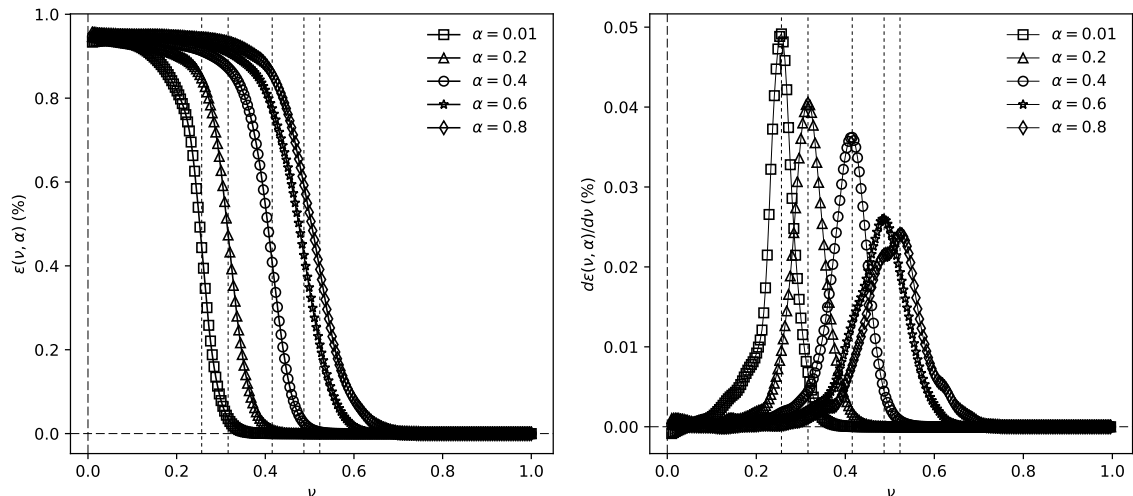 1.0
0.8
0.6
0.4
0.2
0.0
ε(ν, α) (%)
0.0 0.2 0.4 0.6 0.8 1.0
ν
α = 0.01
α = 0.2
α = 0.4
α = 0.6
α = 0.8
0.05
0.04
0.03
0.02
0.01
0.00
dε(ν, α)/dν (%)
0.0 0.2 0.4 0.6 0.8 1.0
ν
α = 0.01
α = 0.2
α = 0.4
α = 0.6
α = 0.8